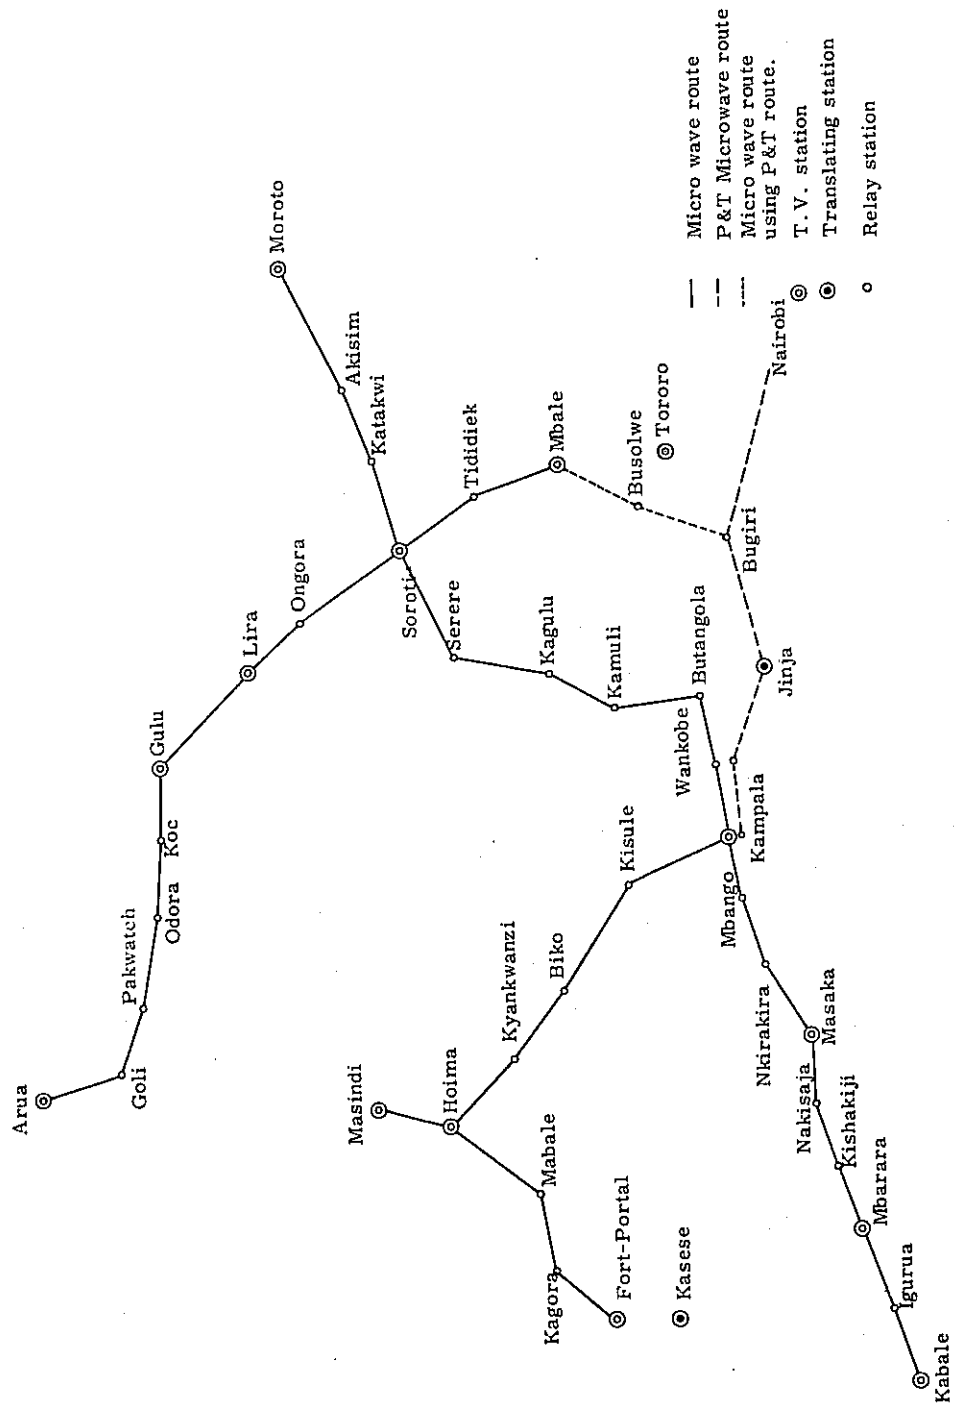 Arua
Goli
Pakwatch
Odora
Koc
Gulu
Lira
Ongora
Moroto
Akisim
Katakwi
Soroti
Tididiek
Mbale
Busolwe
Tororo
Serere
Kagulu
Kamuli
Butangola
Wankobe
Bugiri
Nairobi
Jinja
Kampala
Kisule
Biko
Kyankwanzi
Masindi
Hoima
Mabale
Kagora
Fort-Portal
Kasese
Mbango
Nkirakira
Masaka
Nakisaja
Kishakiji
Mbarara
Igurua
Kabale
Micro wave route
P&T Microwave route
Micro wave route
using P&T route.
T.V. station
Translating station
Relay station